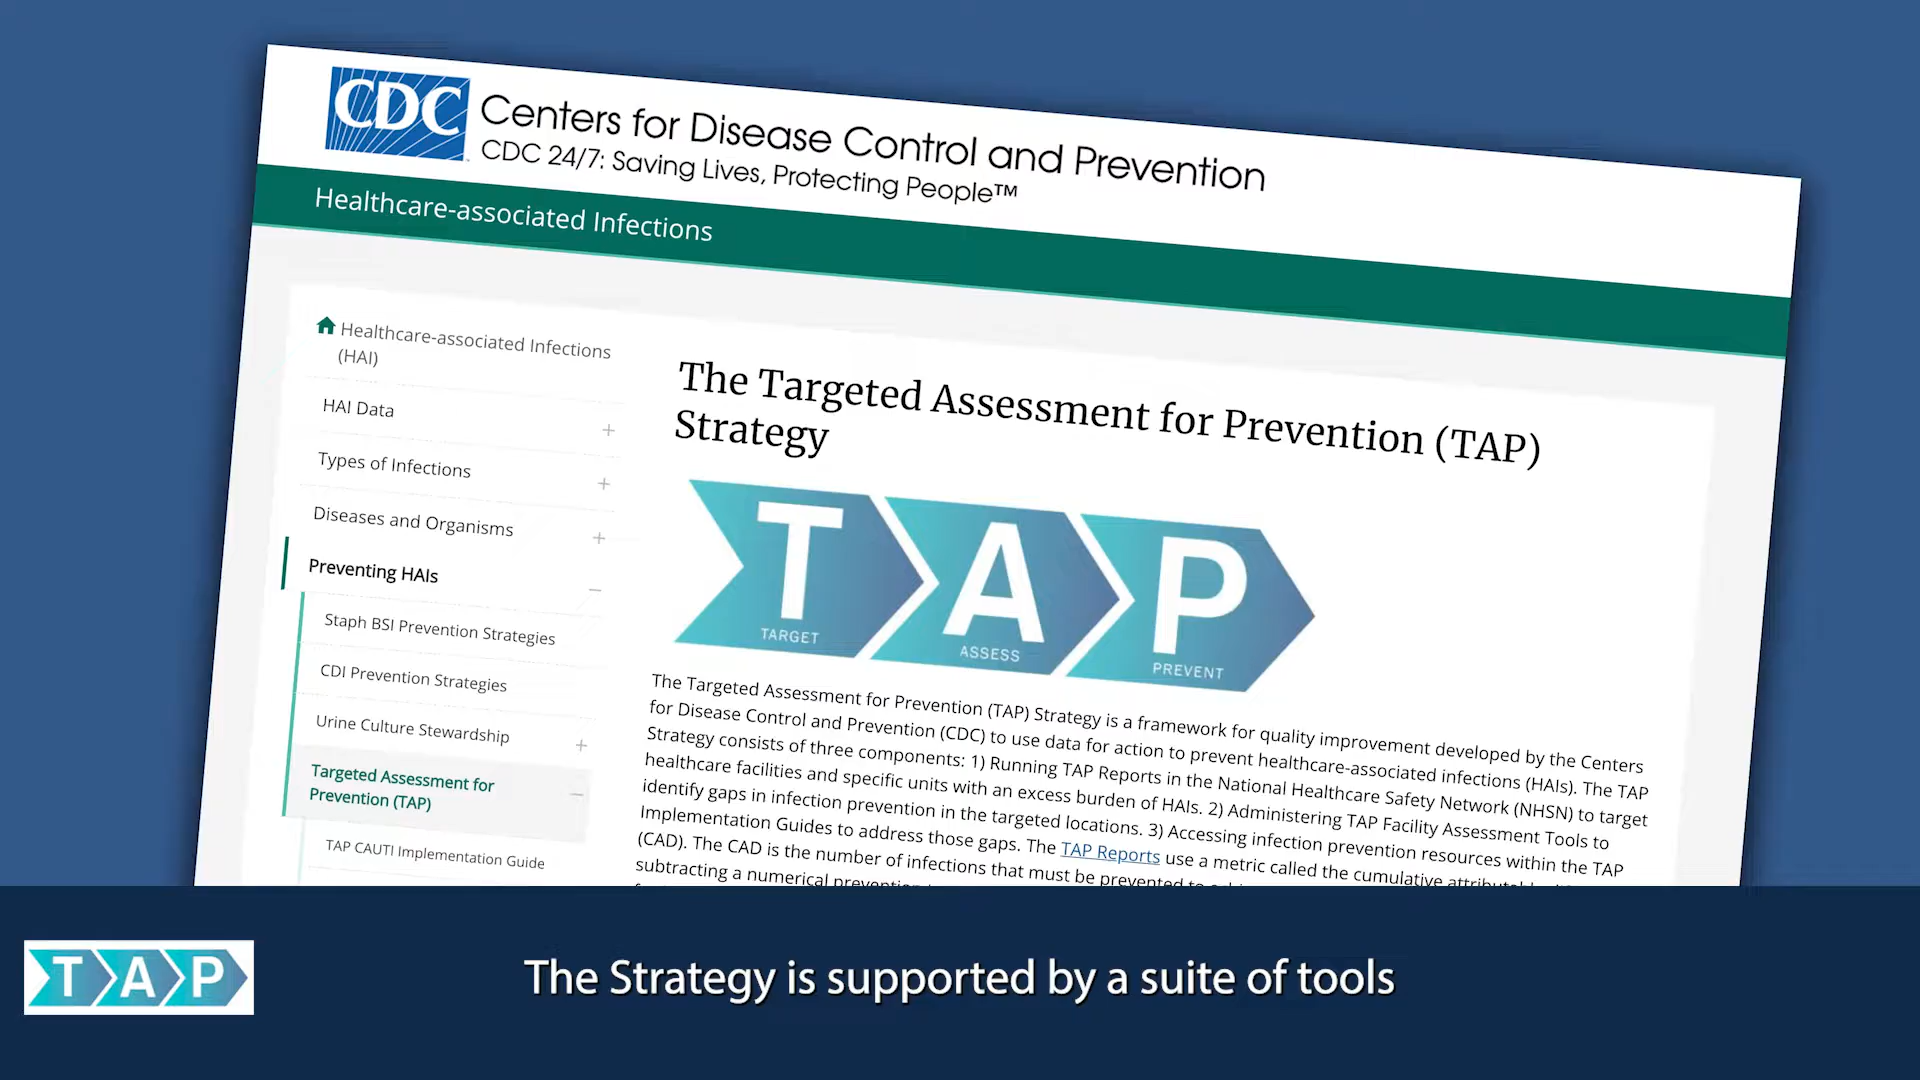 CDC
Centers for Disease Control and Prevention
CDC 24/7: Saving Lives, Protecting People™
Healthcare-associated Infections
Healthcare-associated Infections
(HAI)
HAI Data
Types of Infections
Diseases and Organisms
Preventing HAIs
Staph BSI Prevention Strategies
CDI Prevention Strategies
Urine Culture Stewardship
Targeted Assessment for
Prevention (TAP)
TAP CAUTI Implementation Guide
The Targeted Assessment for Prevention (TAP)
Strategy
T A P
TARGET ASSESS PREVENT
The Targeted Assessment for Prevention (TAP) Strategy is a framework for quality improvement developed by the Centers
for Disease Control and Prevention (CDC) to use data for action to prevent healthcare-associated infections (HAIs). The TAP
Strategy consists of three components: 1) Running TAP Reports in the National Healthcare Safety Network (NHSN) to target
healthcare facilities and specific units with an excess burden of HAIs. 2) Administering TAP Facility Assessment Tools to
identify gaps in infection prevention in the targeted locations. 3) Accessing infection prevention resources within the TAP
Implementation Guides to address those gaps. The TAP Reports use a metric called the cumulative attributable
(CAD). The CAD is the number of infections that must be prevented to
subtracting a numerical prevention
T A P
The Strategy is supported by a suite of tools